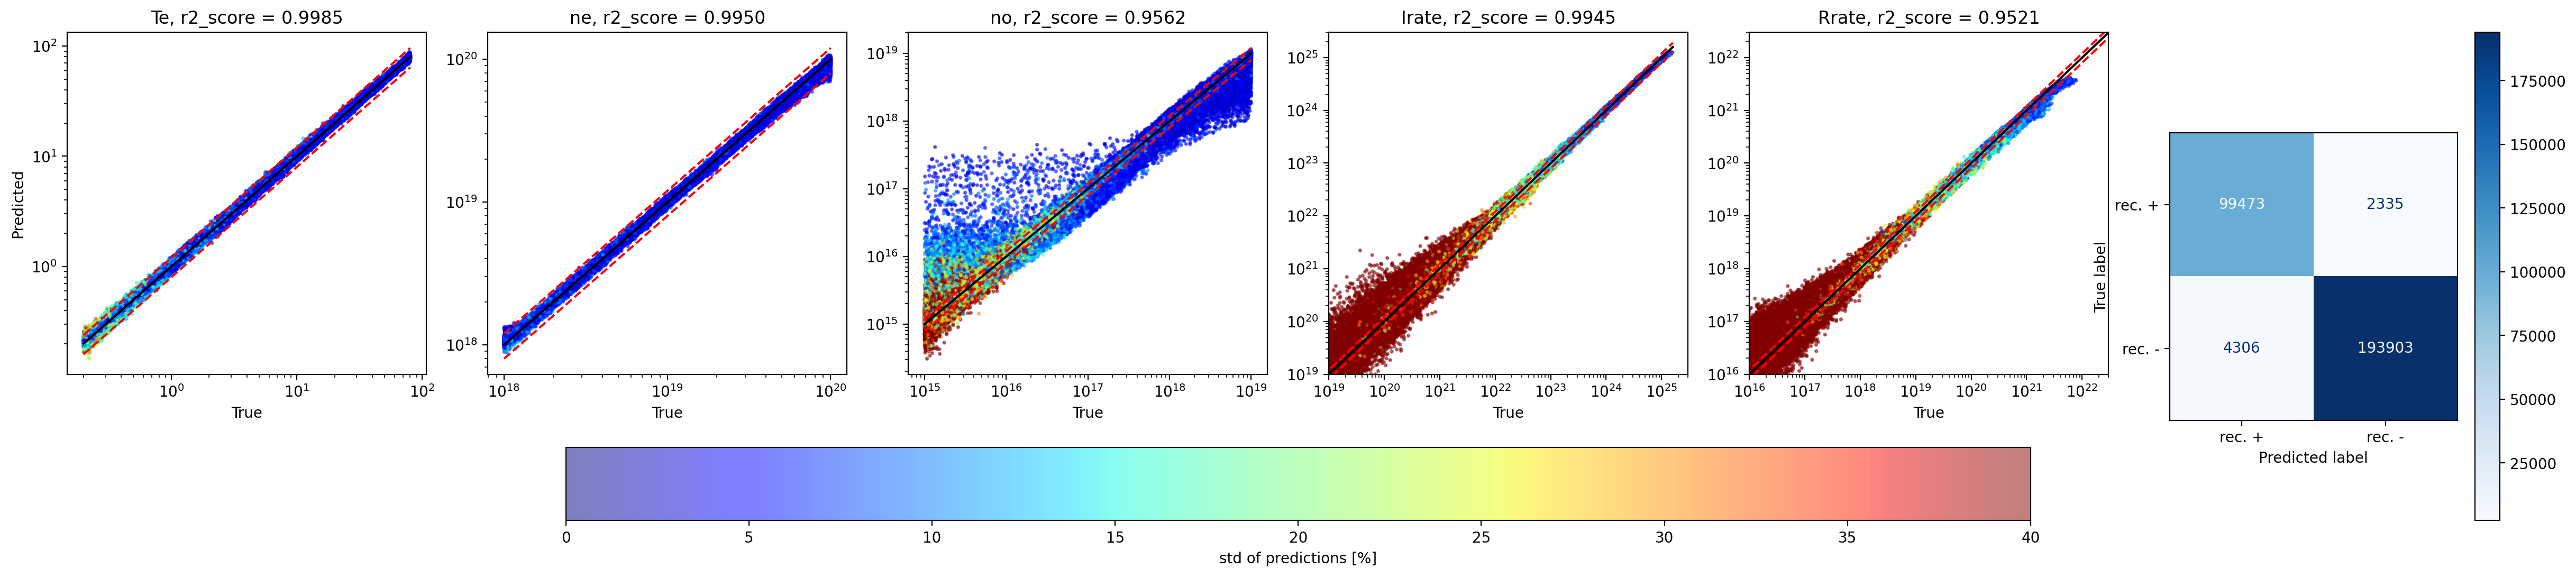 Te, r2_score = 0.9985
10²
10¹
10⁰
Predicted
10⁰ 10¹ 10²
True
ne, r2_score = 0.9950
10²⁰
10¹⁹
10¹⁸
10¹⁸ 10¹⁹ 10²⁰
True
no, r2_score = 0.9562
10¹⁹
10¹⁸
10¹⁷
10¹⁶
10¹⁵
10¹⁵ 10¹⁶ 10¹⁷ 10¹⁸ 10¹⁹
True
Irate, r2_score = 0.9945
10²⁵
10²⁴
10²³
10²²
10²¹
10²⁰
10¹⁹
10¹⁹ 10²⁰ 10²¹ 10²² 10²³ 10²⁴ 10²⁵
True
Rrate, r2_score = 0.9521
10²²
10²¹
10²⁰
10¹⁹
10¹⁸
10¹⁷
10¹⁶
10¹⁶ 10¹⁷ 10¹⁸ 10¹⁹ 10²⁰ 10²¹ 10²²
True
True label
rec. + 99473 2335
rec. - 4306 193903
rec. + rec. -
Predicted label
175000
150000
125000
100000
75000
50000
25000
0 5 10 15 20 25 30 35 40
std of predictions [%]